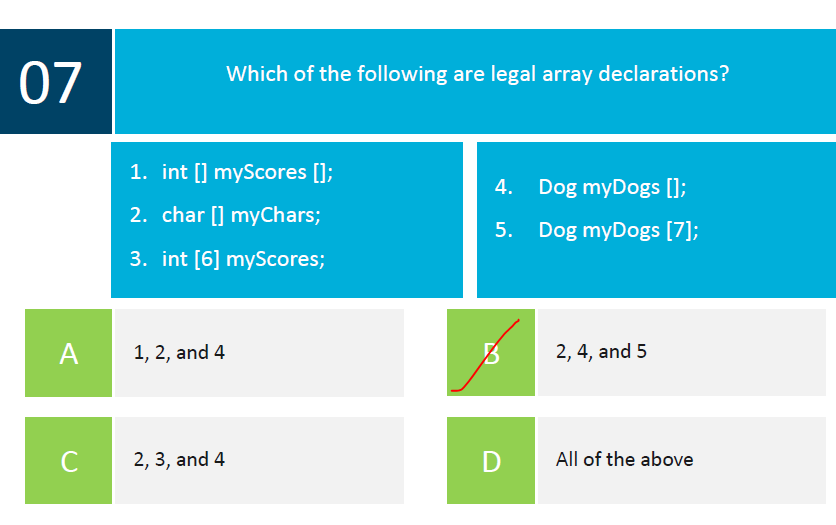 07
Which of the following are legal array declarations?
1. int [] myScores [];
2. char [] myChars;
3. int [6] myScores;
4. Dog myDogs [];
5. Dog myDogs [7];
A
1, 2, and 4
B
2, 4, and 5
C
2, 3, and 4
D
All of the above